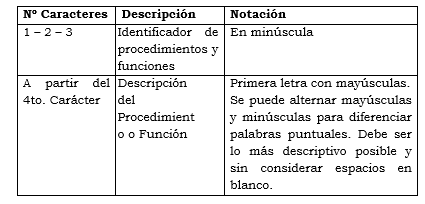 Nº Caracteres Descripción Notación
1 – 2 – 3 Identificador de procedimientos y funciones En minúscula
A partir del 4to. Carácter
Descripción del Procedimient o o Función
Primera letra con mayúsculas.
Se puede alternar mayúsculas
y minúsculas para diferenciar
palabras puntuales. Debe ser
lo más descriptivo posible y
sin considerar espacios en
blanco.